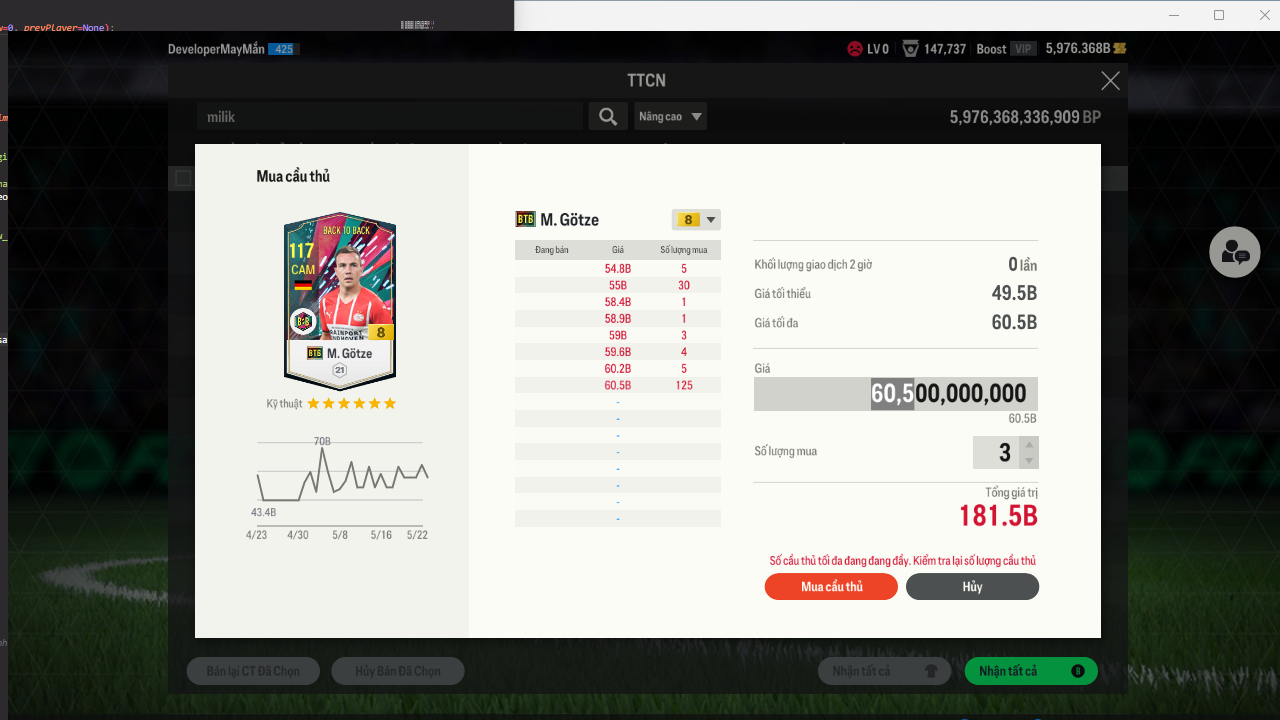 =0, prevPlayer=None):
DeveloperMayMắn 425
LV 0 147,737 Boost VIP 5,976.368B
TTCN
milik
Nâng cao
5,976,368,336,909 BP
Mua cầu thủ
BACK TO BACK
117
CAM
8
BTB M. Götze
21
Kỹ thuật
70B
43.4B
4/23 4/30 5/8 5/16 5/22
BTB M. Götze 8
Đang bán Giá Số lượng mua
54.8B 5
55B 30
58.4B 1
58.9B 1
59B 3
59.6B 4
60.2B 5
60.5B 125
-
-
-
-
-
-
-
-
Khối lượng giao dịch 2 giờ 0 lần
Giá tối thiểu 49.5B
Giá tối đa 60.5B
Giá
60,500,000,000
60.5B
Số lượng mua 3
Tổng giá trị
181.5B
Số cầu thủ tối đa đang đang đầy. Kiểm tra lại số lượng cầu thủ
Mua cầu thủ Hủy
Bán lại CT Đã Chọn Hủy Bán Đã Chọn Nhận tất cả Nhận tất cả